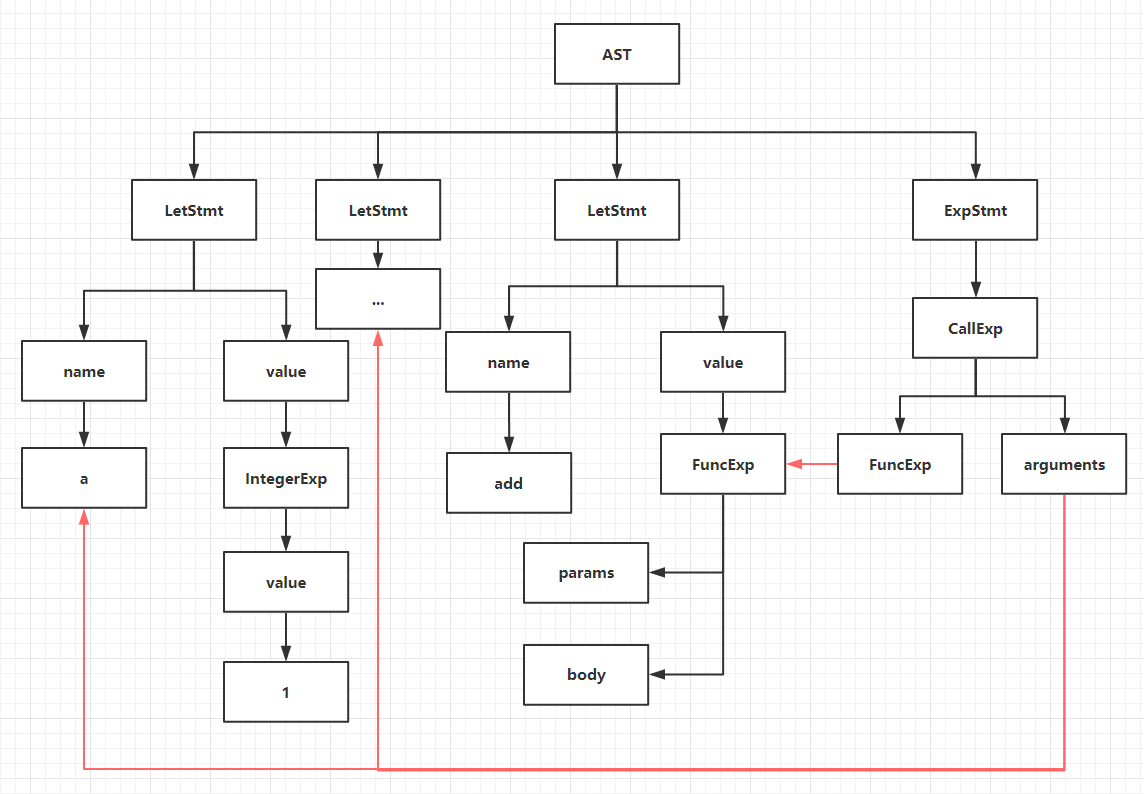 AST
LetStmt
LetStmt
LetStmt
ExpStmt
...
CallExp
name
value
name
value
a
IntegerExp
add
FuncExp
FuncExp
arguments
value
params
body
1